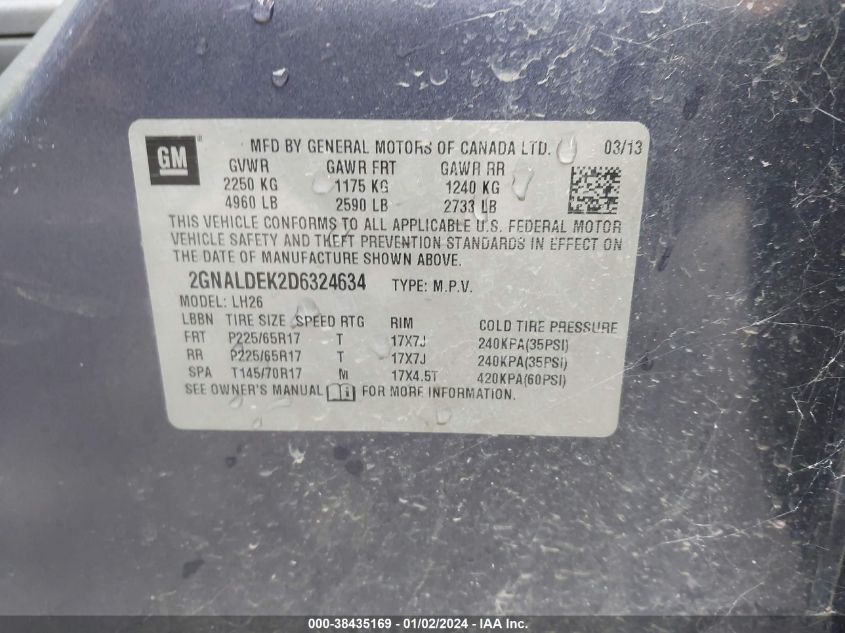 GM ® MFD BY GENERAL MOTORS OF CANADA LTD. 03/13
GVWR GAWR FRT GAWR RR
2250 KG 1175 KG 1240 KG
4960 LB 2590 LB 2733 LB
THIS VEHICLE CONFORMS TO ALL APPLICABLE U.S. FEDERAL MOTOR
VEHICLE SAFETY AND THEFT PREVENTION STANDARDS IN EFFECT ON
THE DATE OF MANUFACTURE SHOWN ABOVE.
2GNALDEK2D6324634 TYPE: M.P.V.
MODEL: LH26
LBBN TIRE SIZE SPEED RTG RIM COLD TIRE PRESSURE
FRT P225/65R17 T 17X7J 240KPA(35PSI)
RR P225/65R17 T 17X7J 240KPA(35PSI)
SPA T145/70R17 M 17X4.5T 420KPA(60PSI)
SEE OWNER'S MANUAL FOR MORE INFORMATION.
000-38435169 - 01/02/2024 - IAA Inc.